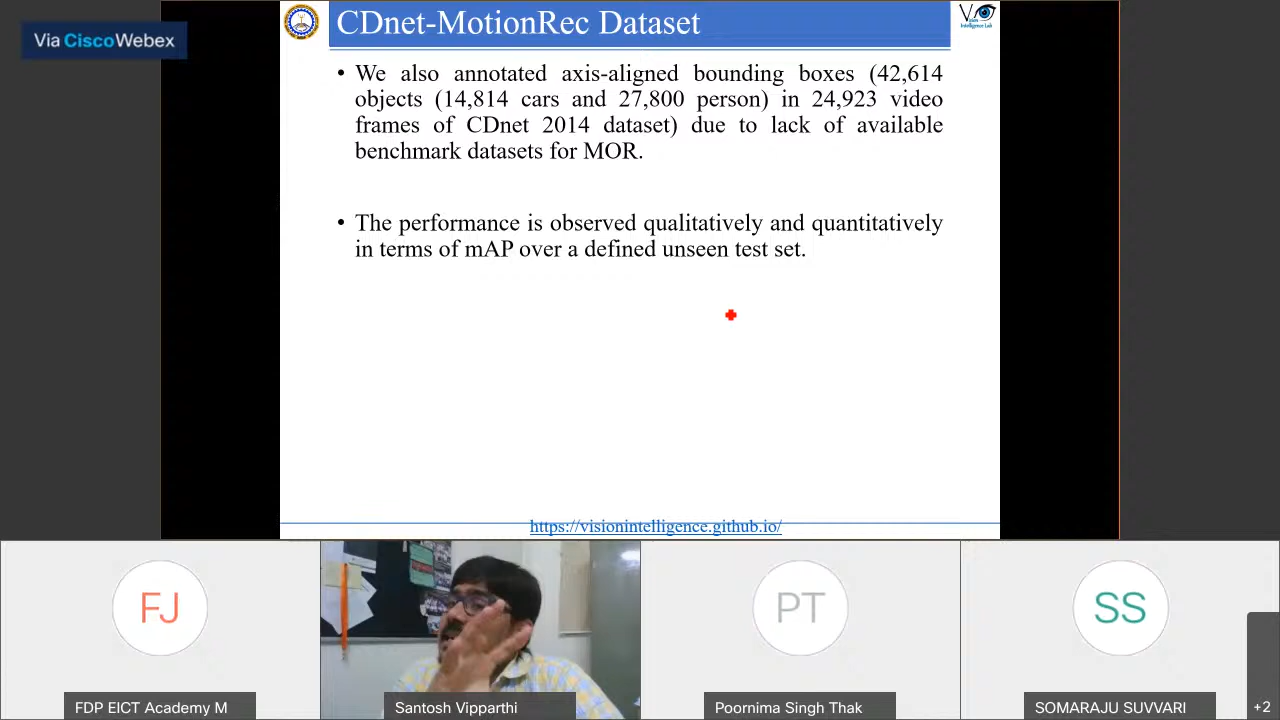 Via CiscoWebex
CDnet-MotionRec Dataset
Vision
Intelligence Lab
• We also annotated axis-aligned bounding boxes (42,614
objects (14,814 cars and 27,800 person) in 24,923 video
frames of CDnet 2014 dataset) due to lack of available
benchmark datasets for MOR.
• The performance is observed qualitatively and quantitatively
in terms of mAP over a defined unseen test set.
https://visionintelligence.github.io/
FJ
PT
SS
FDP EICT Academy M
Santosh Vipparthi
Poornima Singh Thak
SOMARAJU SUVVARI
+2